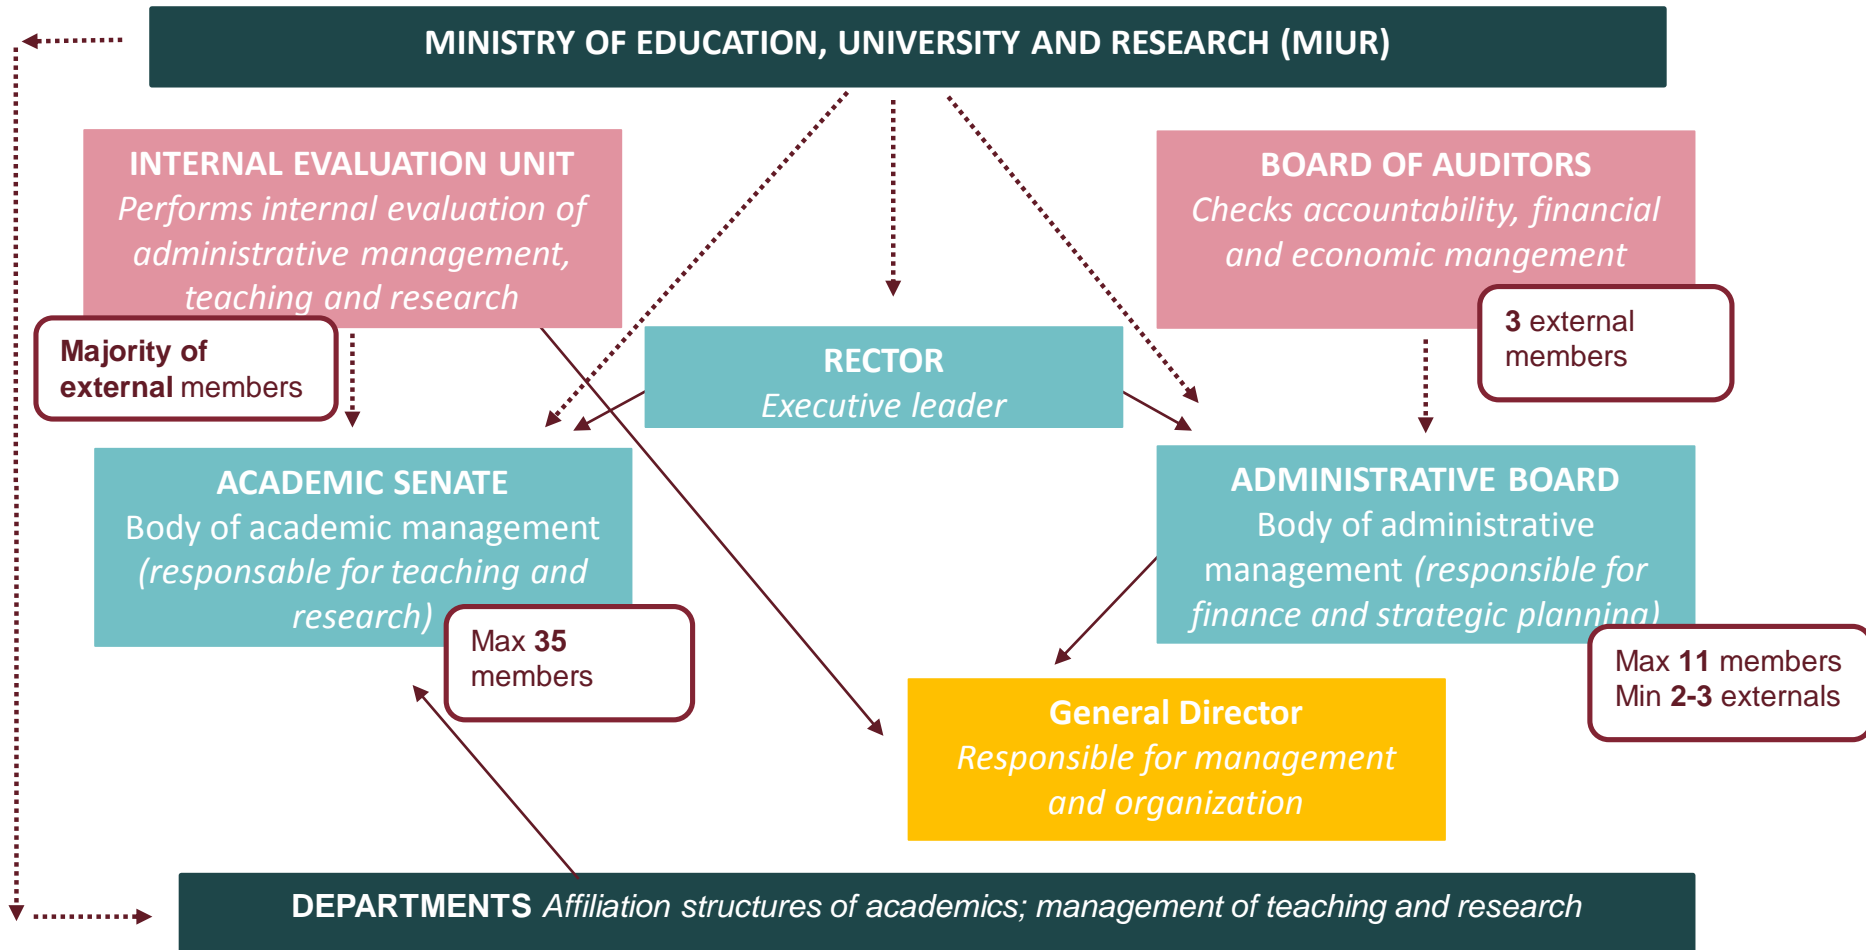 MINISTRY OF EDUCATION, UNIVERSITY AND RESEARCH (MIUR)
INTERNAL EVALUATION UNIT
Performs internal evaluation of
administrative management,
teaching and research
Majority of
external members
BOARD OF AUDITORS
Checks accountability, financial
and economic mangement
3 external
members
RECTOR
Executive leader
ACADEMIC SENATE
Body of academic management
(responsable for teaching and
research)
Max 35
members
ADMINISTRATIVE BOARD
Body of administrative
management (responsible for
finance and strategic planning)
Max 11 members
Min 2-3 externals
General Director
Responsible for management
and organization
DEPARTMENTS Affiliation structures of academics; management of teaching and research